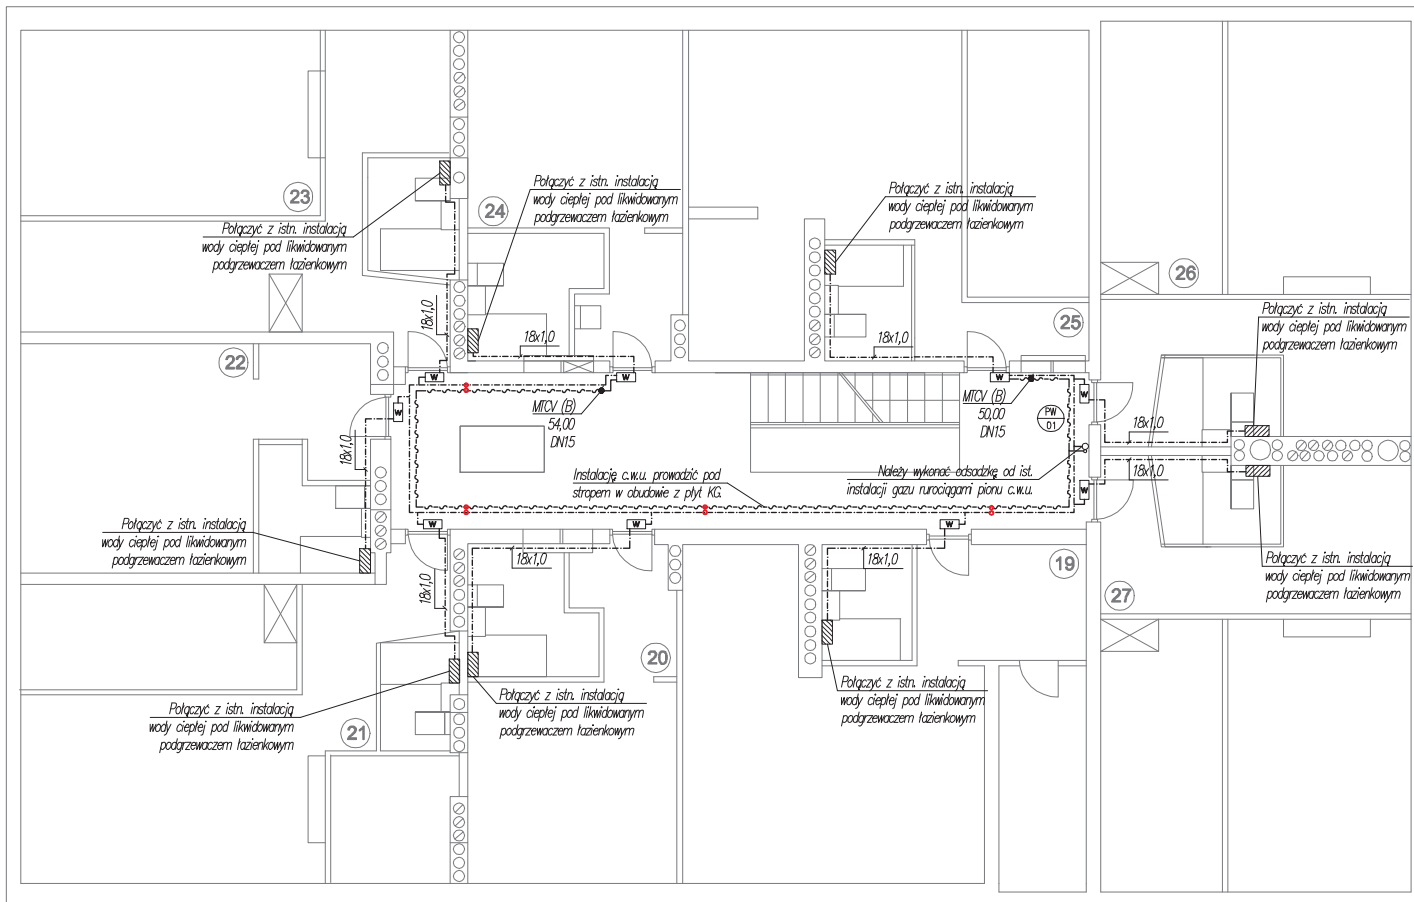 23
Połączyć z istn. instalacją
wody ciepłej pod likwidowanym
podgrzewaczem łazienkowym
24
Połączyć z istn. instalacją
wody ciepłej pod likwidowanym
podgrzewaczem łazienkowym
Połączyć z istn. instalacją
wody ciepłej pod likwidowanym
podgrzewaczem łazienkowym
26
25
Połączyć z istn. instalacją
wody ciepłej pod likwidowanym
podgrzewaczem łazienkowym
18x1,0
18x1,0
18x1,0
22
W
W
W
W
W
MTCV (B)
54,00
DN15
MTCV (B)
50,00
DN15
PW
01
18x1,0
18x1,0
18x1,0
Instalację c.w.u. prowadzić pod
stropem w obudowie z płyt KG.
Należy wykonać odsadzkę od ist.
instalacji gazu rurociągami pionu c.w.u.
W
W
W
W
Połączyć z istn. instalacją
wody ciepłej pod likwidowanym
podgrzewaczem łazienkowym
18x1,0
18x1,0
18x1,0
19
27
Połączyć z istn. instalacją
wody ciepłej pod likwidowanym
podgrzewaczem łazienkowym
20
21
Połączyć z istn. instalacją
wody ciepłej pod likwidowanym
podgrzewaczem łazienkowym
Połączyć z istn. instalacją
wody ciepłej pod likwidowanym
podgrzewaczem łazienkowym
Połączyć z istn. instalacją
wody ciepłej pod likwidowanym
podgrzewaczem łazienkowym